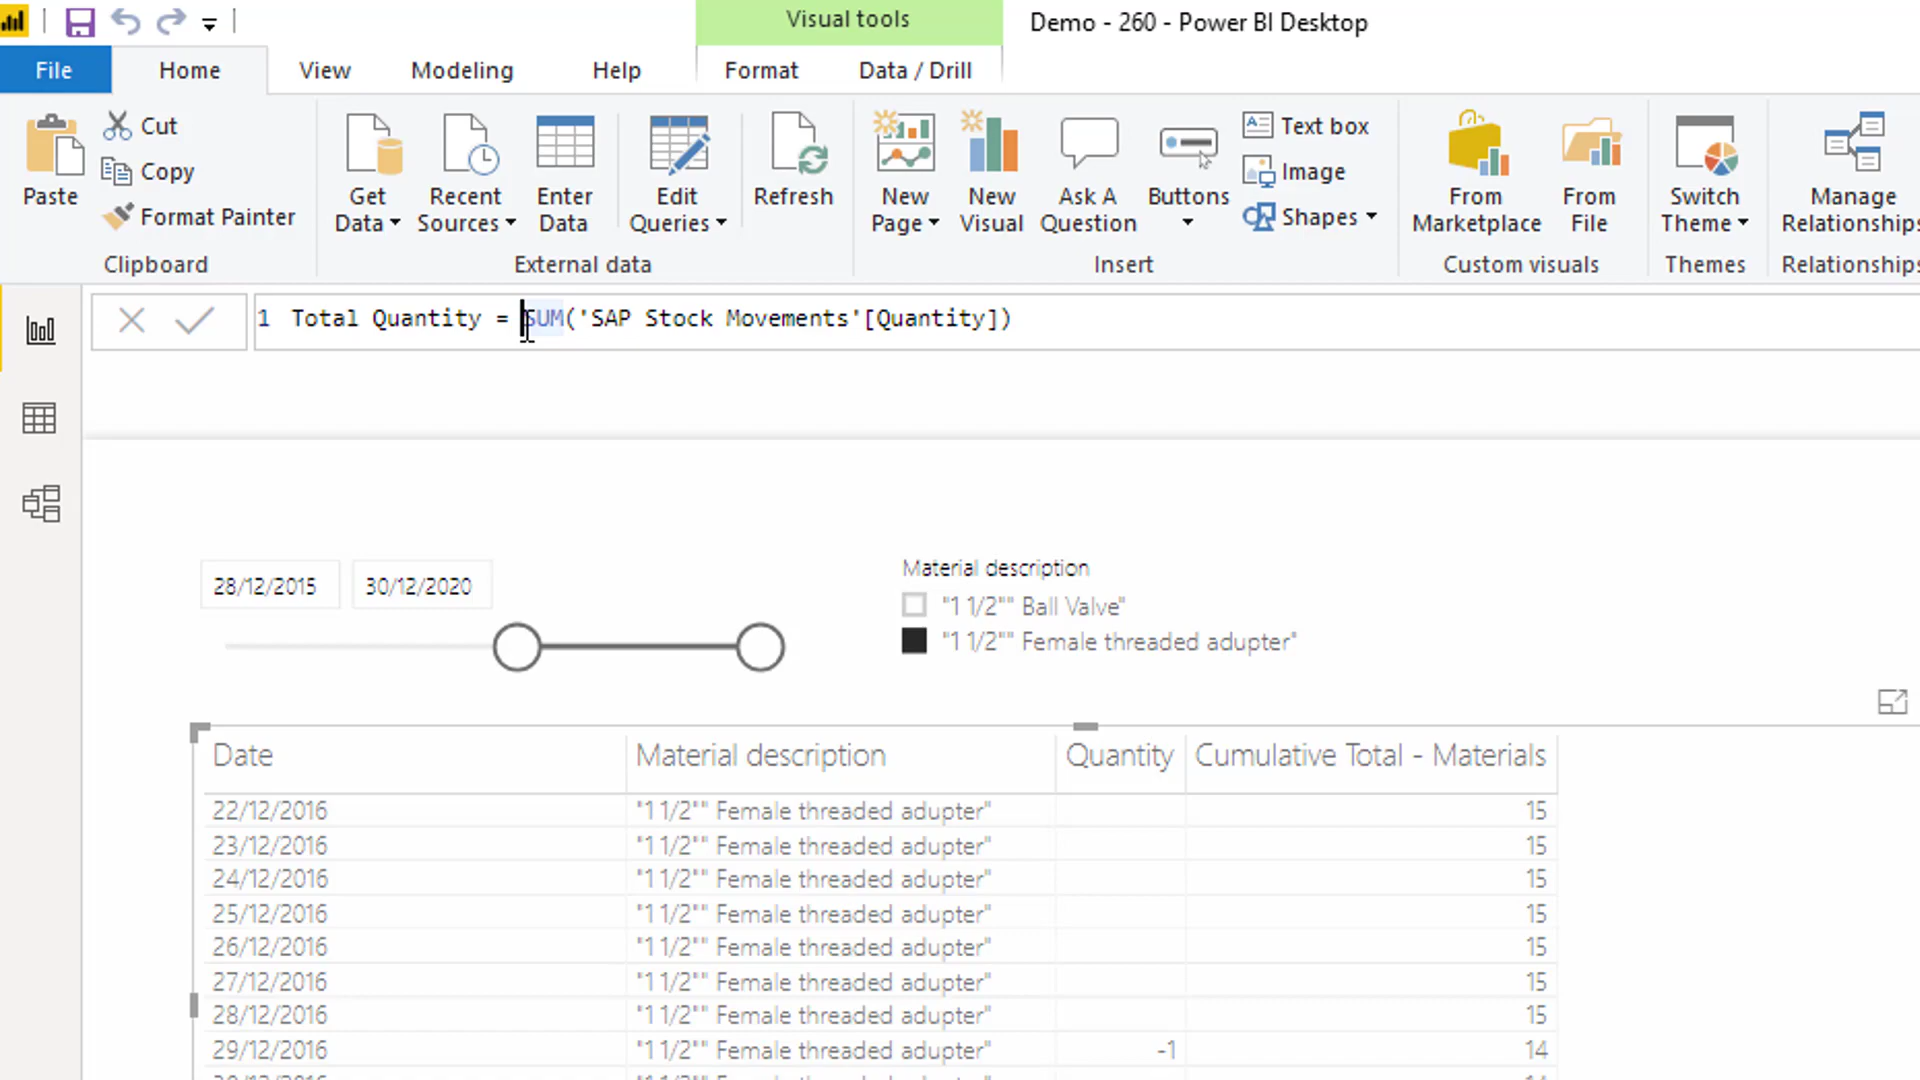 Visual tools
Demo - 260 - Power BI Desktop
File Home View Modeling Help Format Data / Drill
Paste
Cut
Copy
Format Painter
Clipboard
Get Data
Recent Sources
Enter Data
Edit Queries
Refresh
External data
New Page
New Visual
Ask A Question
Buttons
Text box
Image
Shapes
Insert
From Marketplace
From File
Custom visuals
Switch Theme
Themes
Manage Relationships
Relationships
1 Total Quantity = SUM('SAP Stock Movements'[Quantity])
28/12/2015 30/12/2020
Material description
"1 1/2"" Ball Valve"
"1 1/2"" Female threaded adupter"
Date Material description Quantity Cumulative Total - Materials
22/12/2016 "1 1/2"" Female threaded adupter" 15
23/12/2016 "1 1/2"" Female threaded adupter" 15
24/12/2016 "1 1/2"" Female threaded adupter" 15
25/12/2016 "1 1/2"" Female threaded adupter" 15
26/12/2016 "1 1/2"" Female threaded adupter" 15
27/12/2016 "1 1/2"" Female threaded adupter" 15
28/12/2016 "1 1/2"" Female threaded adupter" 15
29/12/2016 "1 1/2"" Female threaded adupter" -1 14